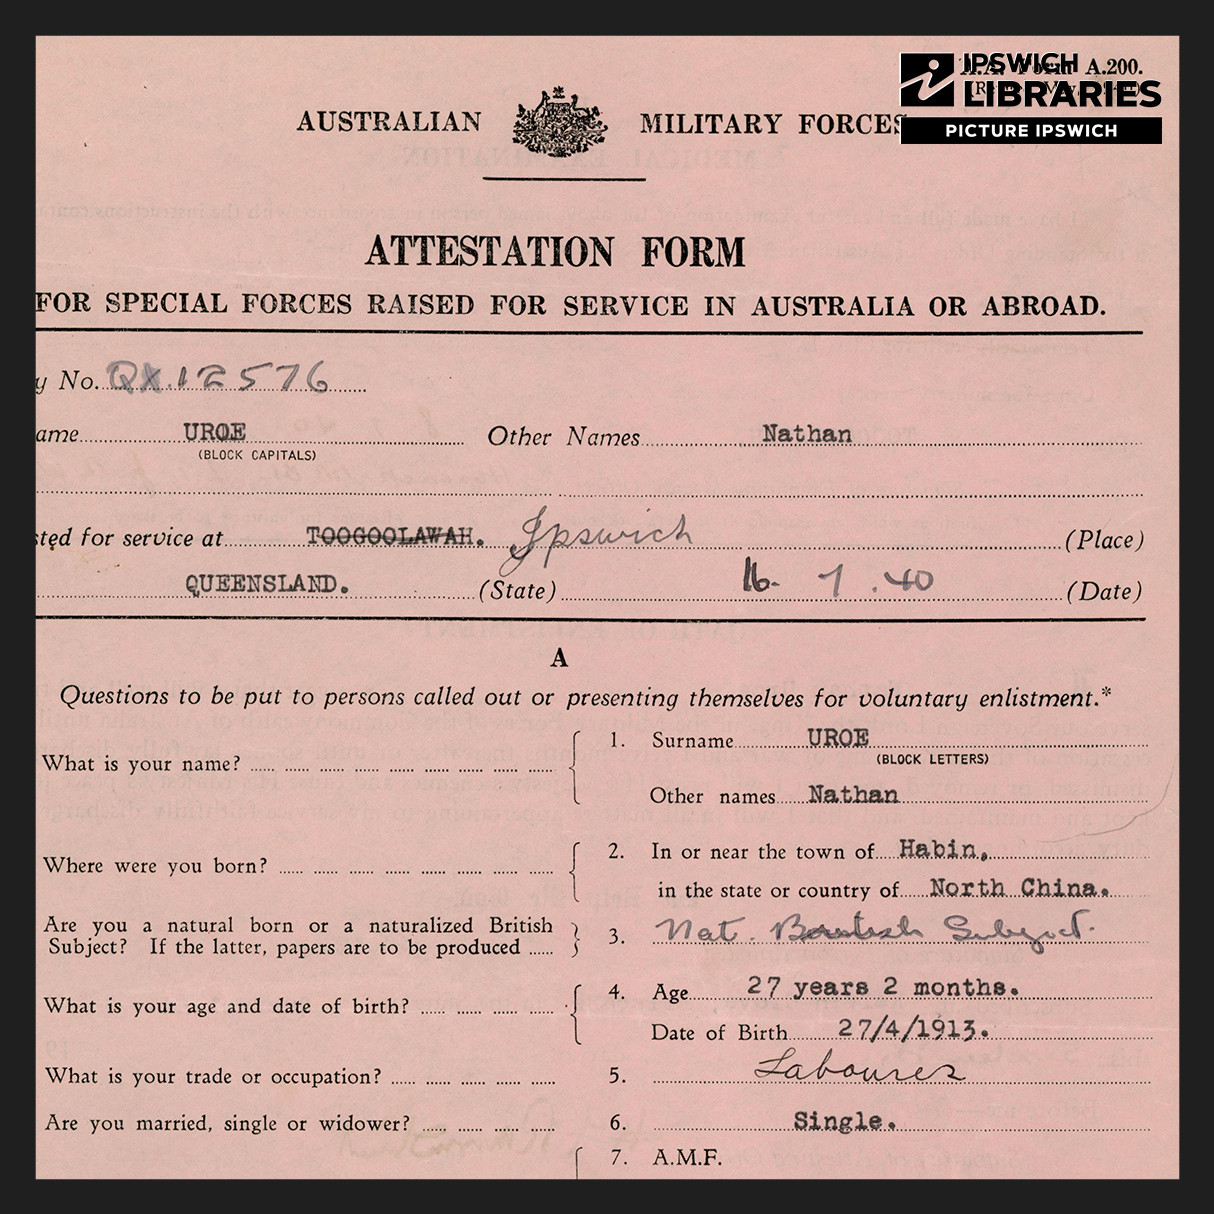 IPSWICH
LIBRARIES
PICTURE IPSWICH
A.200.
AUSTRALIAN MILITARY FORCES
ATTESTATION FORM
FOR SPECIAL FORCES RAISED FOR SERVICE IN AUSTRALIA OR ABROAD.
y No. QX.12576
ame UROE Other Names Nathan
(BLOCK CAPITALS)
sted for service at TOOGOOLAWAH. Ipswich (Place)
QUEENSLAND. (State) 16. 7.40 (Date)
A
Questions to be put to persons called out or presenting themselves for voluntary enlistment.*
What is your name? 1. Surname UROE
(BLOCK LETTERS)
Other names Nathan
Where were you born? 2. In or near the town of Habin,
in the state or country of North China.
Are you a natural born or a naturalized British
Subject? If the latter, papers are to be produced 3. Nat. British Subject.
What is your age and date of birth? 4. Age 27 years 2 months.
Date of Birth 27/4/1913.
What is your trade or occupation? 5. Labourer
Are you married, single or widower? 6. Single.
7. A.M.F.